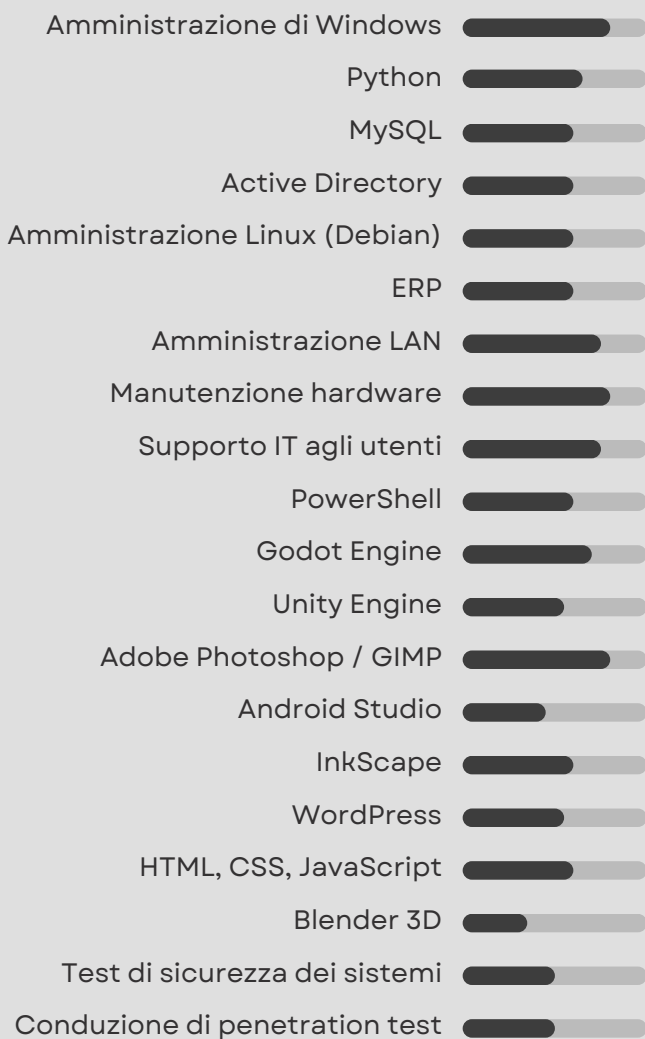 Amministrazione di Windows
Python
MySQL
Active Directory
Amministrazione Linux (Debian)
ERP
Amministrazione LAN
Manutenzione hardware
Supporto IT agli utenti
PowerShell
Godot Engine
Unity Engine
Adobe Photoshop / GIMP
Android Studio
InkScape
WordPress
HTML, CSS, JavaScript
Blender 3D
Test di sicurezza dei sistemi
Conduzione di penetration test